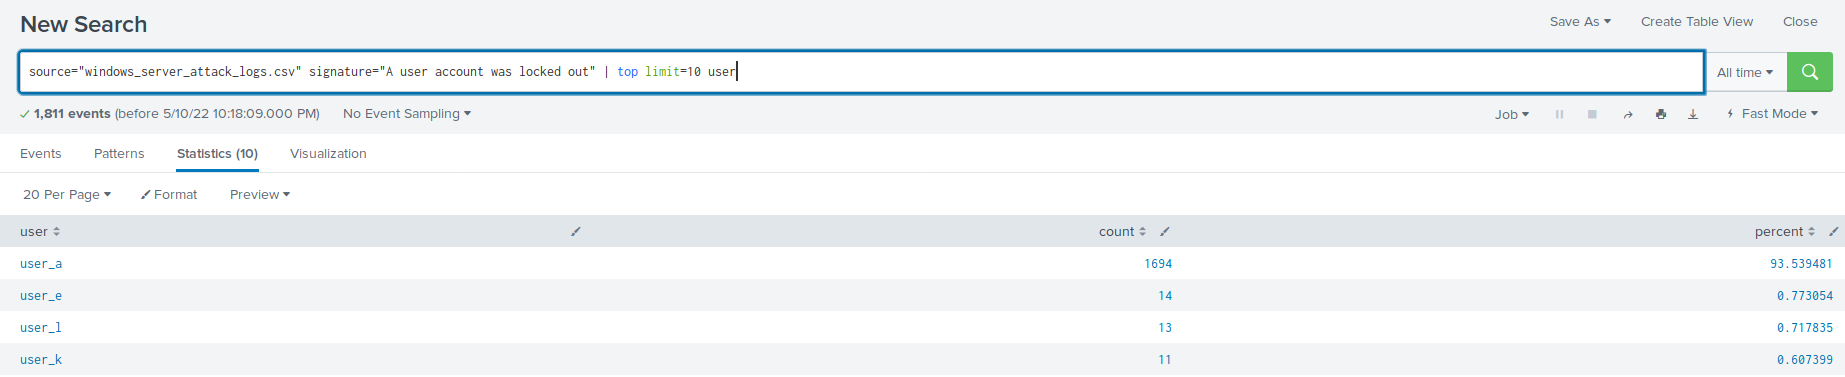 New Search
Save As Create Table View Close
source="windows_server_attack_logs.csv" signature="A user account was locked out" | top limit=10 user
All time
1,811 events (before 5/10/22 10:18:09.000 PM) No Event Sampling
Job Fast Mode
Events Patterns Statistics (10) Visualization
20 Per Page Format Preview
user count percent
user_a 1694 93.539481
user_e 14 0.773054
user_l 13 0.717835
user_k 11 0.607399